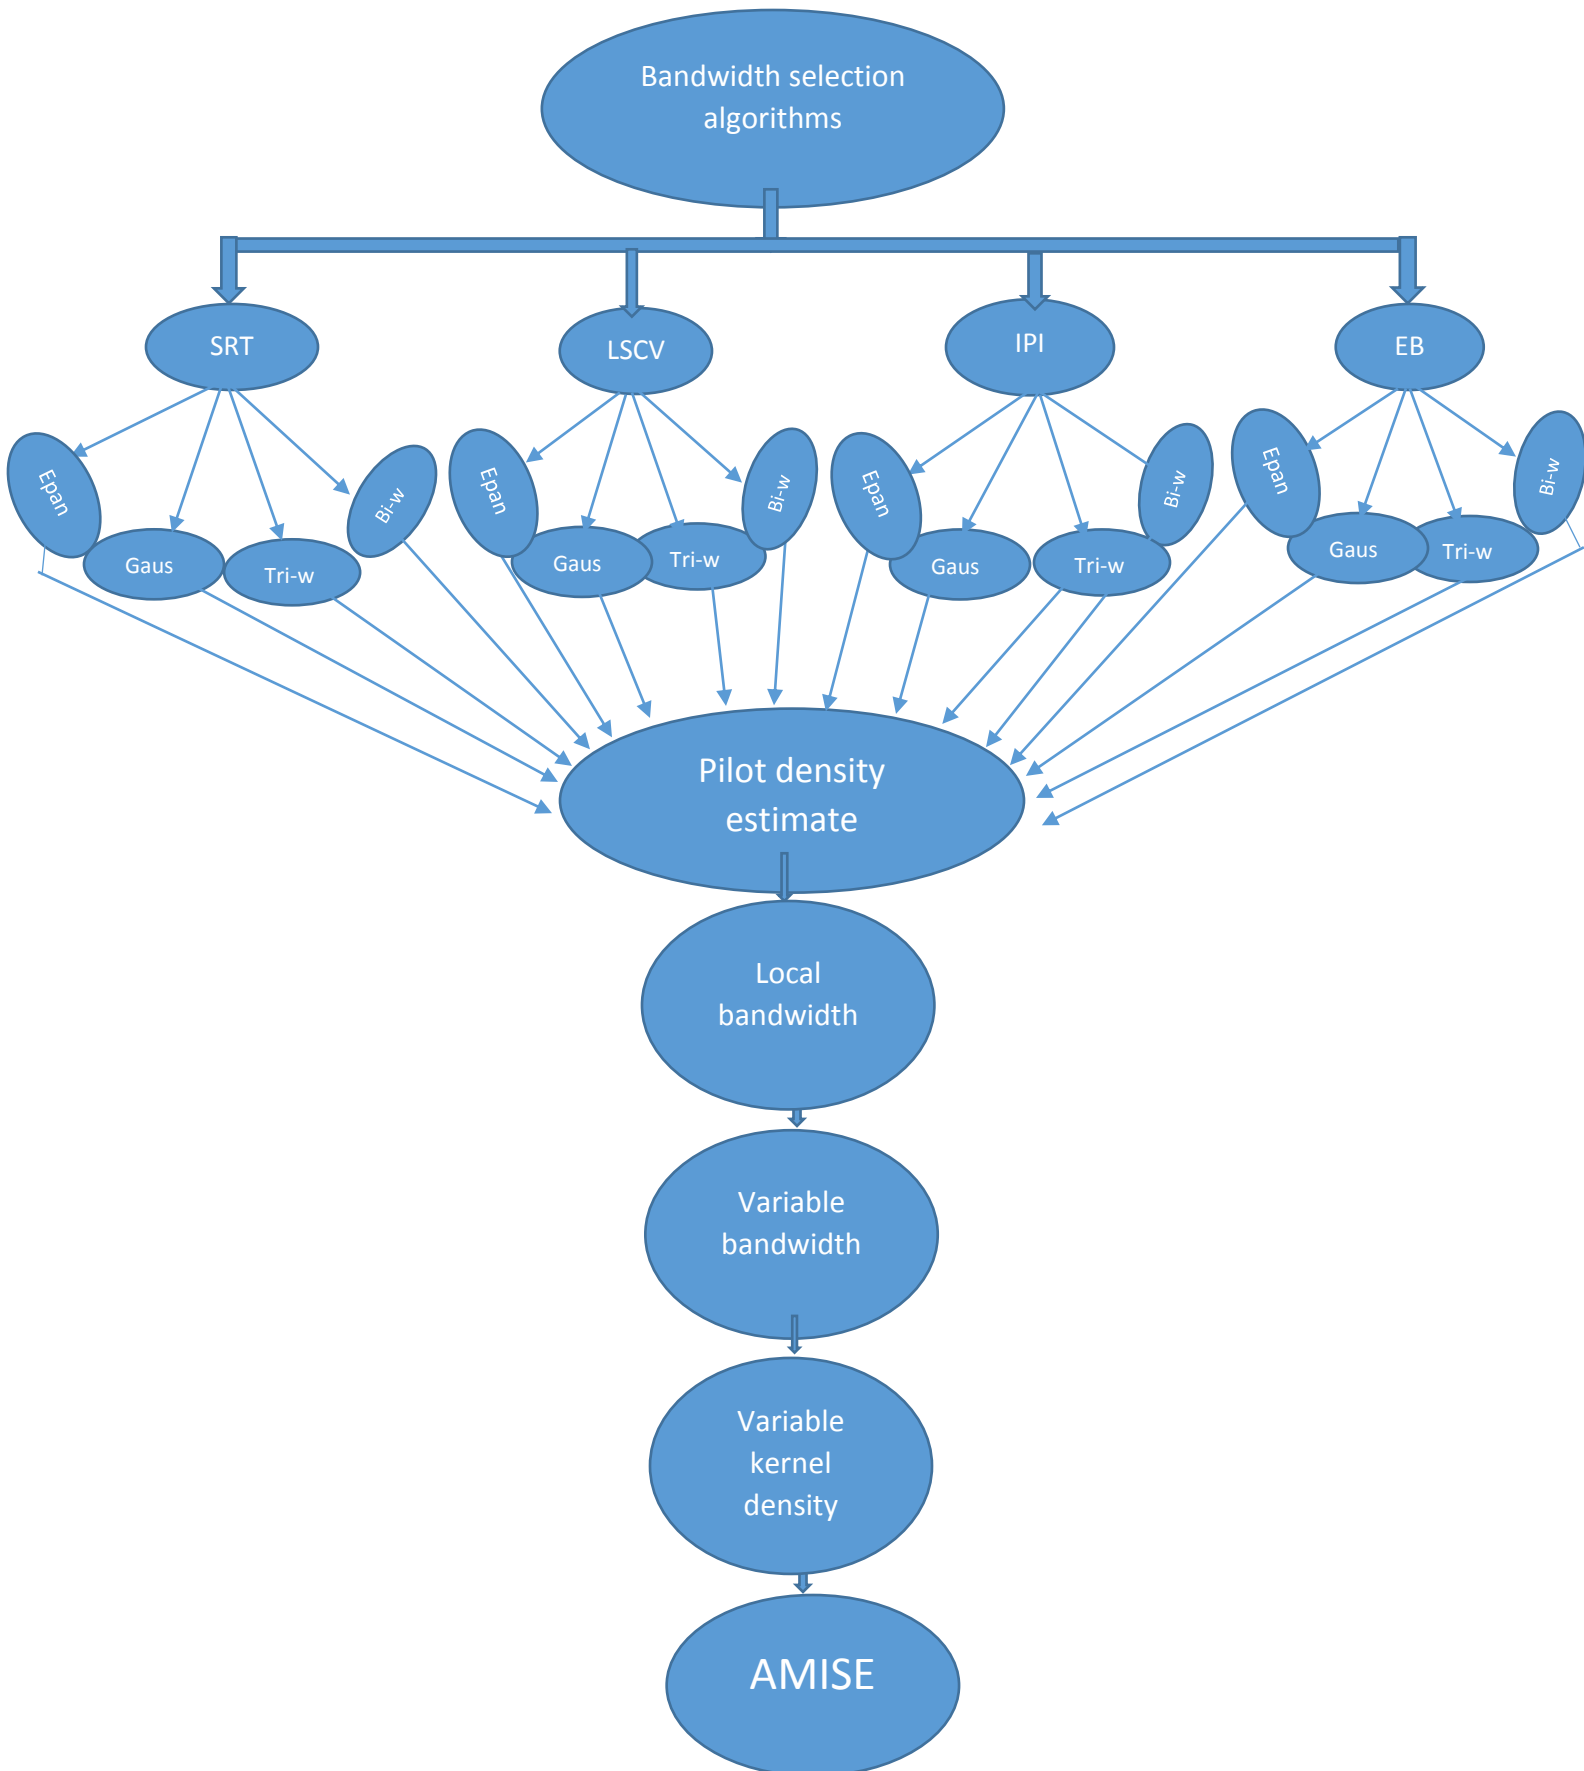 Bandwidth selection
algorithms
SRT
LSCV
IPI
EB
Epan
Gaus
Tri-w
Bi-w
Epan
Gaus
Tri-w
Bi-w
Epan
Gaus
Tri-w
Bi-w
Epan
Gaus
Tri-w
Bi-w
Pilot density
estimate
Local
bandwidth
Variable
bandwidth
Variable
kernel
density
AMISE